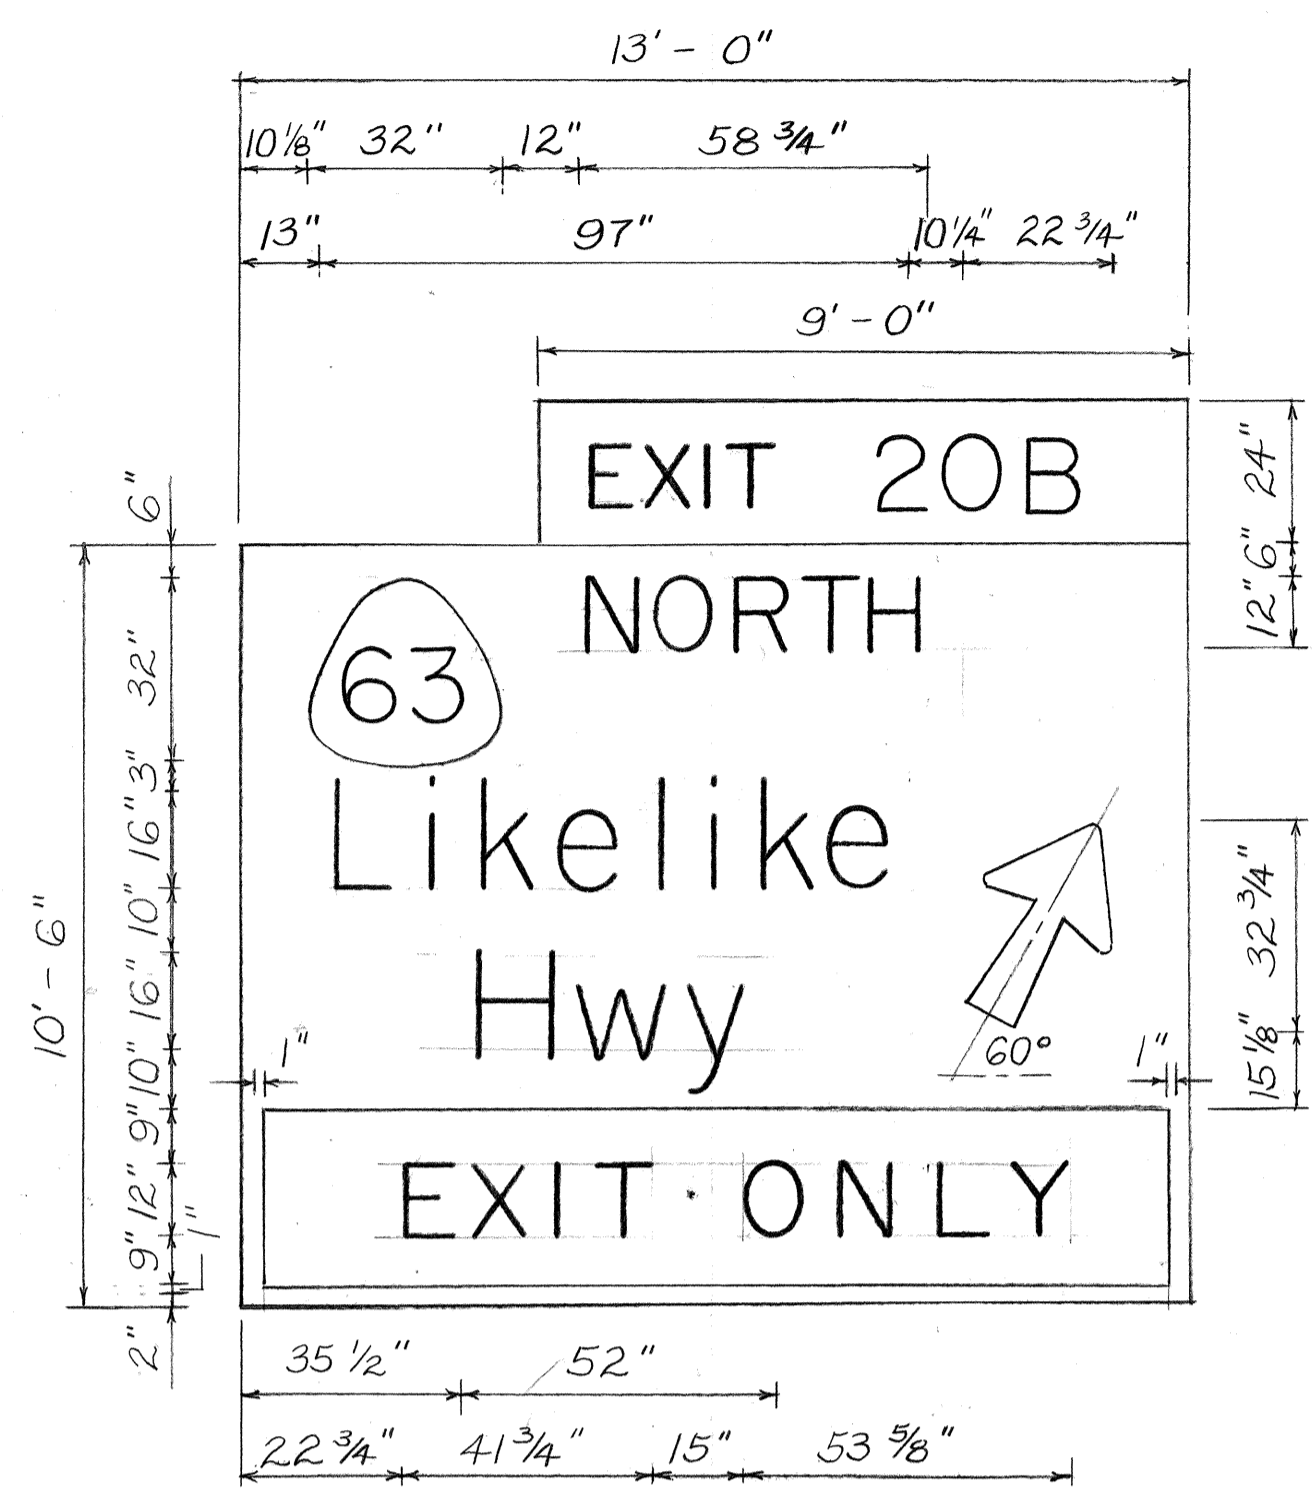 13' - 0"
10 1/8" 32" 12" 58 3/4"
13" 97" 10 1/4" 22 3/4"
9' - 0"
EXIT 20B
24"
6"
6"
12"
NORTH
63
32"
3"
Likelike
16"
10"
10' - 6"
32 3/4"
Hwy
16"
60°
15 1/8"
10"
1"
1"
9"
EXIT ONLY
12"
9"
1"
2"
35 1/2" 52"
22 3/4" 41 3/4" 15" 53 5/8"